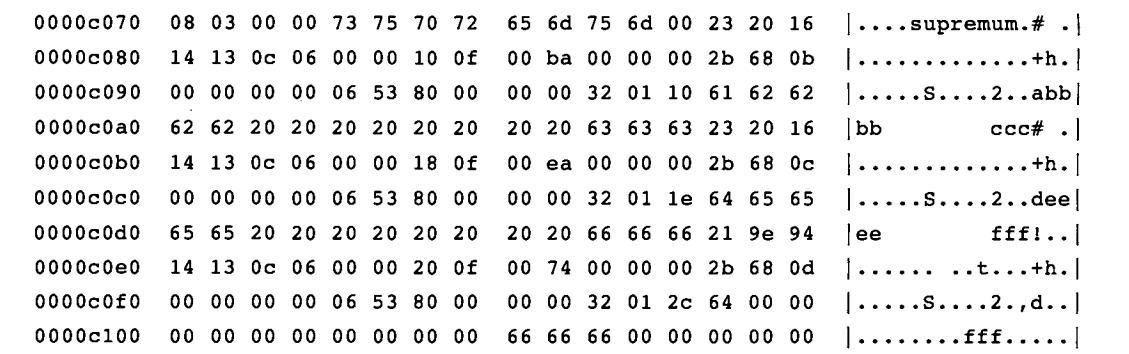 0000c070 08 03 00 00 73 75 70 72 65 6d 75 6d 00 23 20 16 |....supremum.# .|
0000c080 14 13 0c 06 00 00 10 0f 00 ba 00 00 00 2b 68 0b |.............+h.|
0000c090 00 00 00 00 06 53 80 00 00 00 32 01 10 61 62 62 |.....S....2..abb|
0000c0a0 62 62 20 20 20 20 20 20 20 20 63 63 63 23 20 16 |bb        ccc# .|
0000c0b0 14 13 0c 06 00 00 18 0f 00 ea 00 00 00 2b 68 0c |.............+h.|
0000c0c0 00 00 00 00 06 53 80 00 00 00 32 01 1e 64 65 65 |.....S....2..dee|
0000c0d0 65 65 20 20 20 20 20 20 20 20 66 66 66 21 9e 94 |ee        fff!..|
0000c0e0 14 13 0c 06 00 00 20 0f 00 74 00 00 00 2b 68 0d |...... ..t...+h.|
0000c0f0 00 00 00 00 06 53 80 00 00 00 32 01 2c 64 00 00 |.....S....2.,d..|
0000c100 00 00 00 00 00 00 00 00 66 66 66 00 00 00 00 00 |........fff.....|